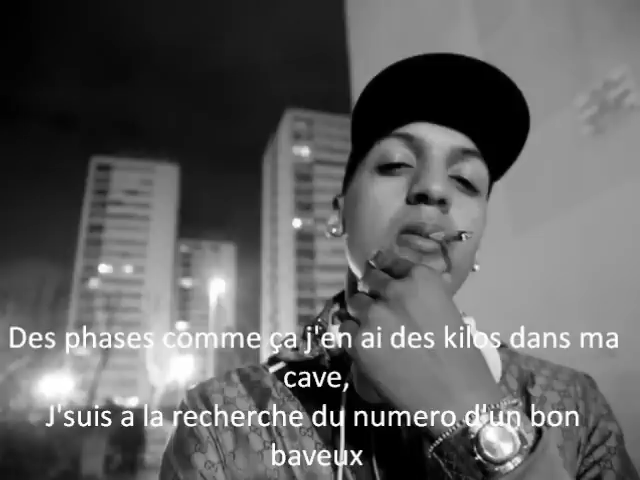 Des phases comme ça j'en ai des kilos dans ma
cave,
J'suis a la recherche du numero d'un bon
baveux